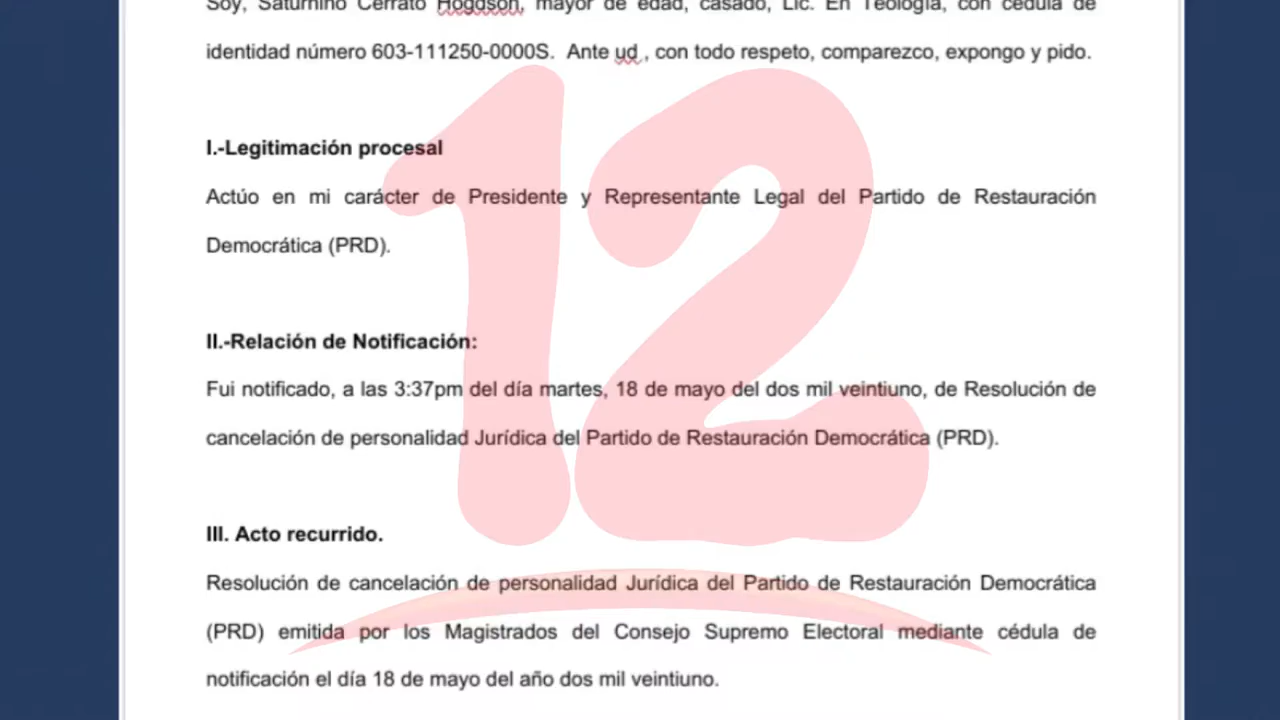 Soy, Saturnino Cerrato Hogdson, mayor de edad, casado, Lic. En Teología, con cédula de
identidad número 603-111250-0000S. Ante ud , con todo respeto, comparezco, expongo y pido.
I.-Legitimación procesal
Actúo en mi carácter de Presidente y Representante Legal del Partido de Restauración
Democrática (PRD).
II.-Relación de Notificación:
Fui notificado, a las 3:37pm del día martes, 18 de mayo del dos mil veintiuno, de Resolución de
cancelación de personalidad Jurídica del Partido de Restauración Democrática (PRD).
III. Acto recurrido.
Resolución de cancelación de personalidad Jurídica del Partido de Restauración Democrática
(PRD) emitida por los Magistrados del Consejo Supremo Electoral mediante cédula de
notificación el día 18 de mayo del año dos mil veintiuno.
12